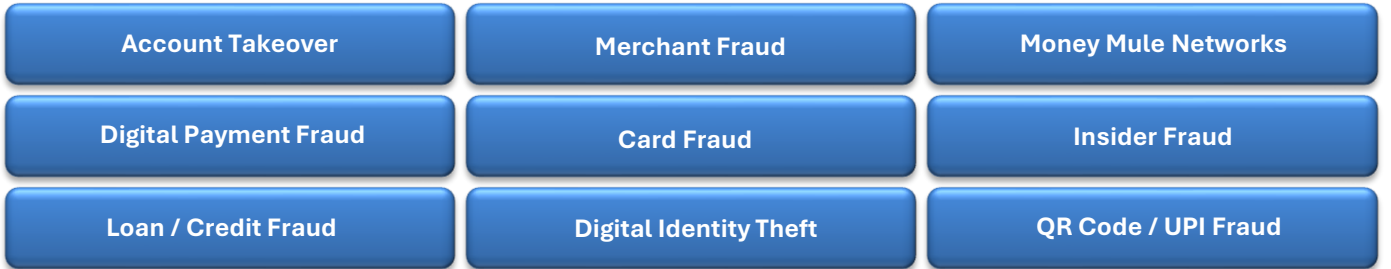 Account Takeover
Merchant Fraud
Money Mule Networks
Digital Payment Fraud
Card Fraud
Insider Fraud
Loan / Credit Fraud
Digital Identity Theft
QR Code / UPI Fraud